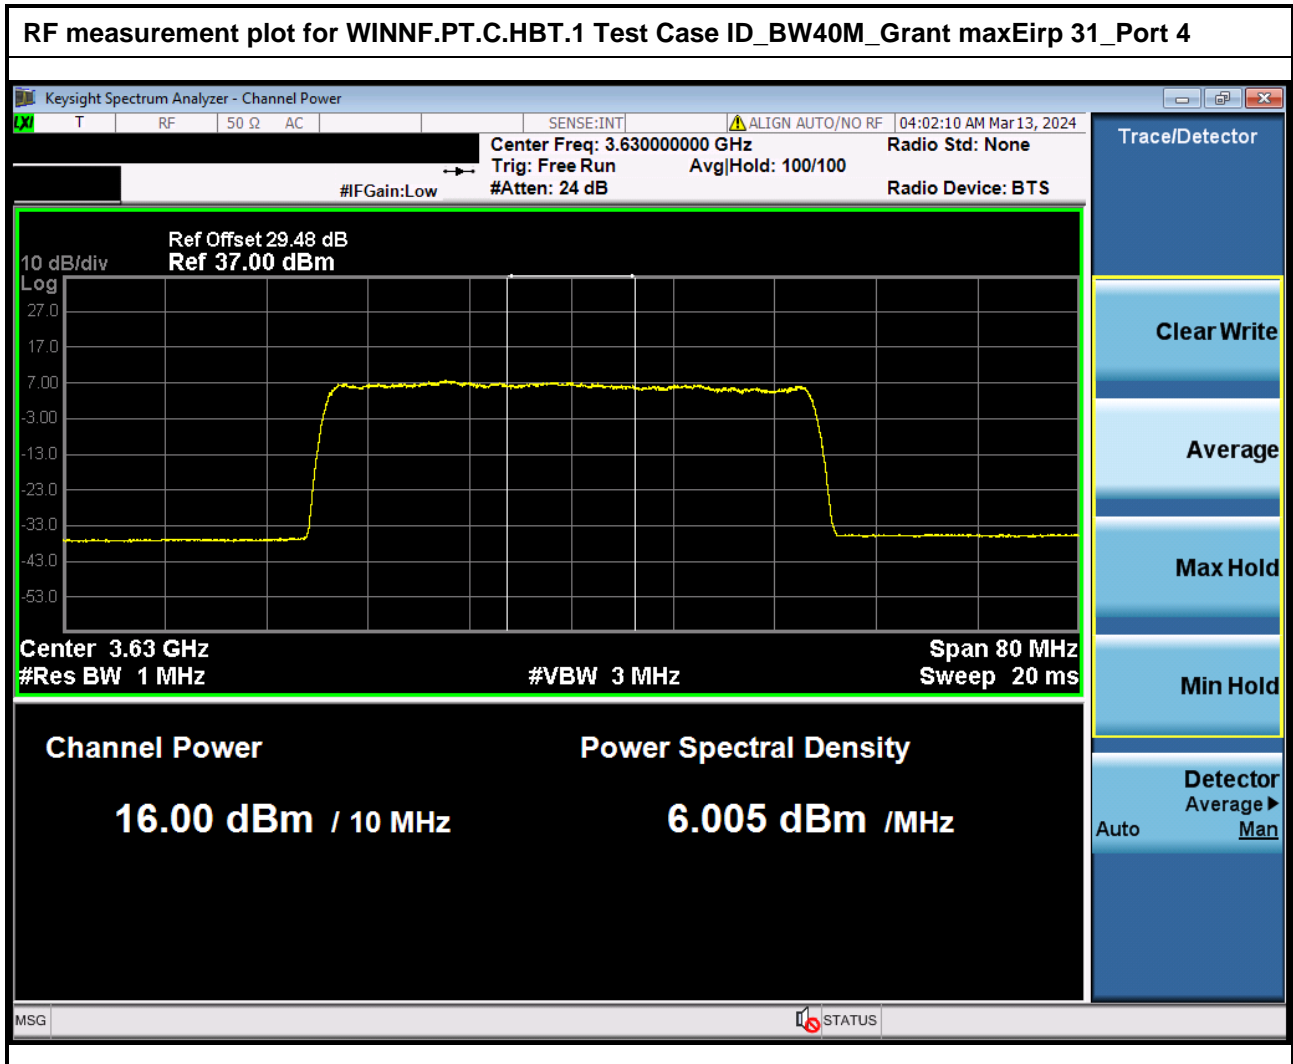 RF measurement plot for WINNF.PT.C.HBT.1 Test Case ID_BW40M_Grant maxEirp 31_Port 4
Keysight Spectrum Analyzer - Channel Power
LXI T RF 50 Ω AC SENSE:INT ALIGN AUTO/NO RF 04:02:10 AM Mar 13, 2024
Center Freq: 3.630000000 GHz Radio Std: None
Trig: Free Run Avg|Hold: 100/100
#IFGain:Low #Atten: 24 dB Radio Device: BTS
Trace/Detector
Ref Offset 29.48 dB
10 dB/div Ref 37.00 dBm
Log
27.0
17.0
7.00
-3.00
-13.0
-23.0
-33.0
-43.0
-53.0
Center 3.63 GHz Span 80 MHz
#Res BW 1 MHz #VBW 3 MHz Sweep 20 ms
Channel Power Power Spectral Density
16.00 dBm / 10 MHz 6.005 dBm /MHz
Clear Write
Average
Max Hold
Min Hold
Detector
Average
Auto Man
MSG STATUS